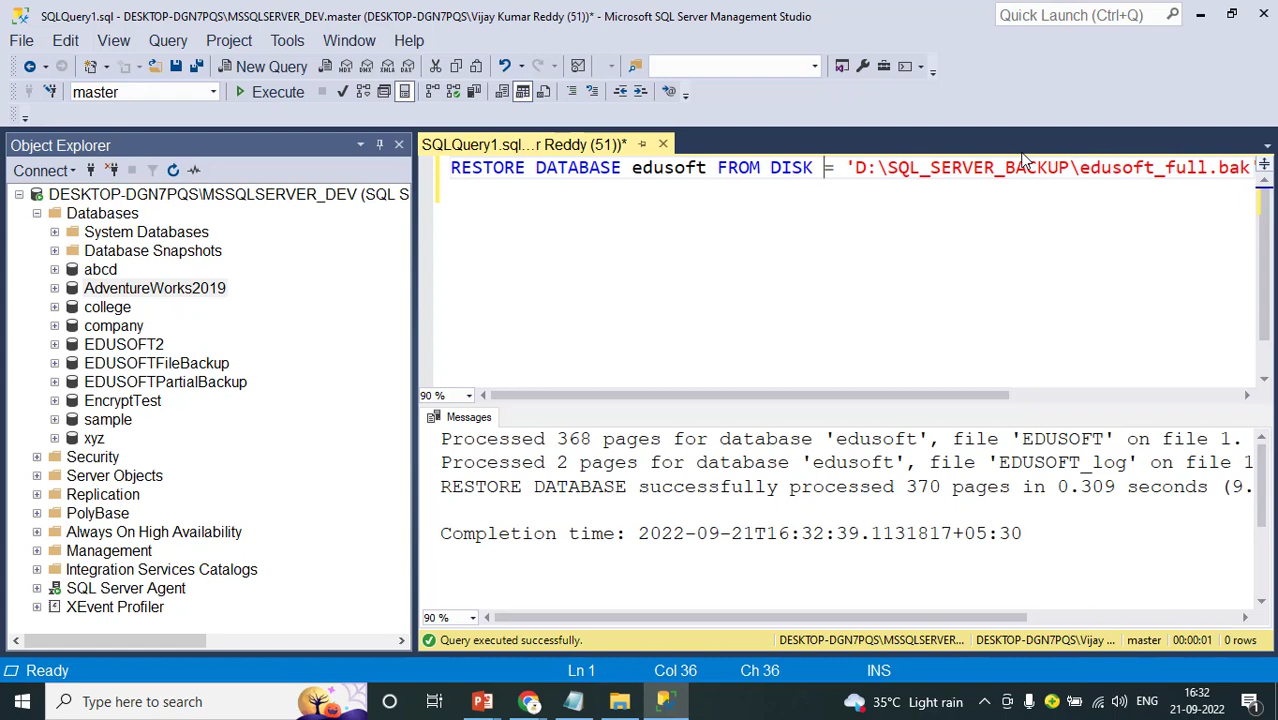 SQLQuery1.sql - DESKTOP-DGN7PQS\MSSQLSERVER_DEV.master (DESKTOP-DGN7PQS\Vijay Kumar Reddy (51))* - Microsoft SQL Server Management Studio
Quick Launch (Ctrl+Q)
File Edit View Query Project Tools Window Help
New Query
MDX DMX XMLA DAX
master
Execute
Object Explorer
SQLQuery1.sql...r Reddy (51))*
Connect
RESTORE DATABASE edusoft FROM DISK = 'D:\SQL_SERVER_BACKUP\edusoft_full.bak'
DESKTOP-DGN7PQS\MSSQLSERVER_DEV (SQL S
Databases
System Databases
Database Snapshots
abcd
AdventureWorks2019
college
company
EDUSOFT2
EDUSOFTFileBackup
EDUSOFTPartialBackup
EncryptTest
sample
xyz
Security
Server Objects
Replication
PolyBase
Always On High Availability
Management
Integration Services Catalogs
SQL Server Agent
XEvent Profiler
90 %
Messages
Processed 368 pages for database 'edusoft', file 'EDUSOFT' on file 1.
Processed 2 pages for database 'edusoft', file 'EDUSOFT_log' on file 1
RESTORE DATABASE successfully processed 370 pages in 0.309 seconds (9.
Completion time: 2022-09-21T16:32:39.1131817+05:30
90 %
Query executed successfully. DESKTOP-DGN7PQS\MSSQLSERVER... DESKTOP-DGN7PQS\Vijay ... master 00:00:01 0 rows
Ready Ln 1 Col 36 Ch 36 INS
Type here to search
35°C Light rain
ENG
16:32
21-09-2022
1